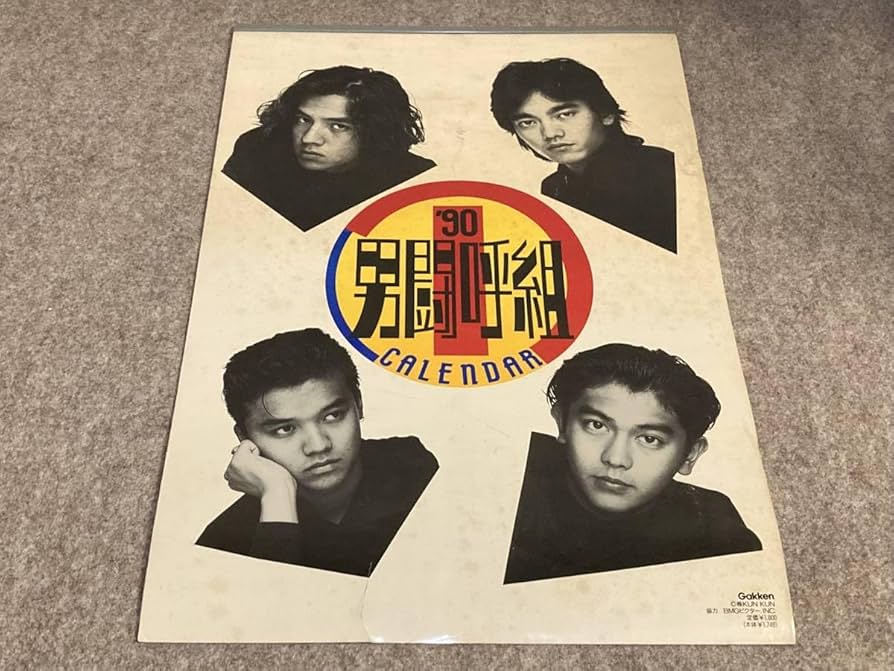 '90
男闘呼組
CALENDAR
Gakken
©㈱KUN KUN
協力 BMGビクター, INC.
定価¥1,800
(本体¥1,748)